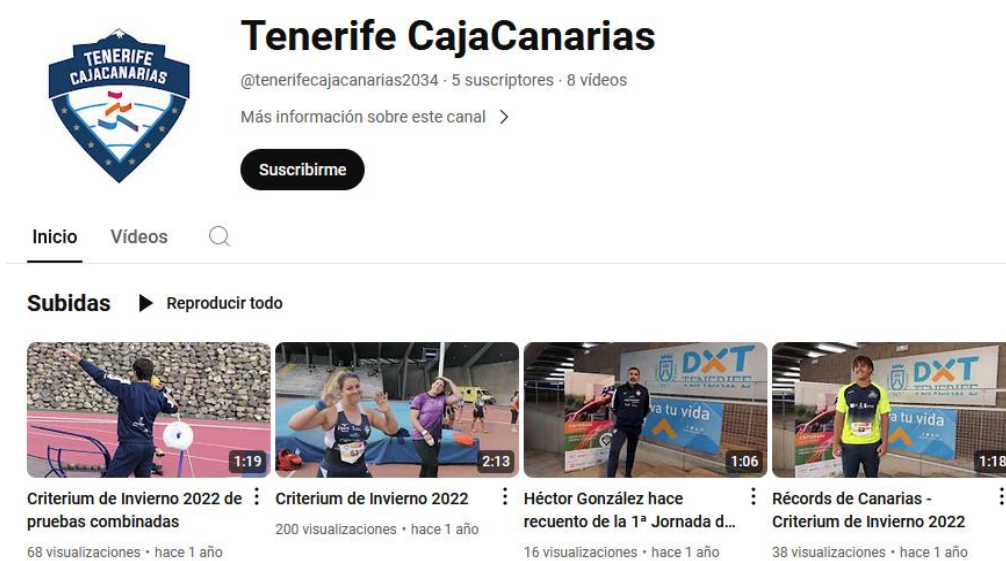 Tenerife CajaCanarias
TENERIFE
CAJACANARIAS
@tenerifecajacanarias2034 · 5 suscriptores · 8 vídeos
Más información sobre este canal
Suscribirme
Inicio Vídeos
Subidas Reproducir todo
1:19
2:13
DXT
TENERIFE
va tu vida
1:06
DXT
TENERIFE
a tu vida
1:18
Criterium de Invierno 2022 de
pruebas combinadas
68 visualizaciones • hace 1 año
Criterium de Invierno 2022
200 visualizaciones • hace 1 año
Héctor González hace
recuento de la 1ª Jornada d...
16 visualizaciones • hace 1 año
Récords de Canarias -
Criterium de Invierno 2022
38 visualizaciones • hace 1 año